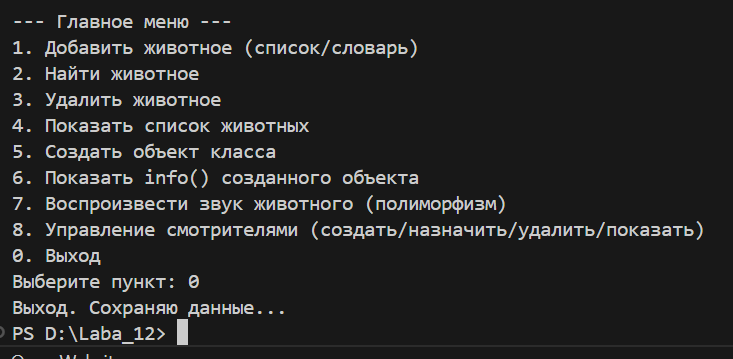 --- Главное меню ---
1. Добавить животное (список/словарь)
2. Найти животное
3. Удалить животное
4. Показать список животных
5. Создать объект класса
6. Показать info() созданного объекта
7. Воспроизвести звук животного (полиморфизм)
8. Управление смотрителями (создать/назначить/удалить/показать)
0. Выход
Выберите пункт: 0
Выход. Сохраняю данные...
PS D:\Laba_12>